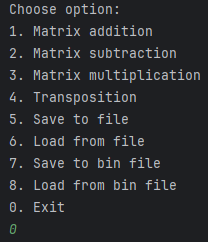 Choose option:
1. Matrix addition
2. Matrix subtraction
3. Matrix multiplication
4. Transposition
5. Save to file
6. Load from file
7. Save to bin file
8. Load from bin file
0. Exit
0